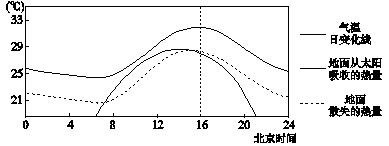 (℃)
33
29
25
21
0 4 8 12 16 20 24
北京时间
气温
日变化线
地面从太阳
吸收的热量
地面
散失的热量